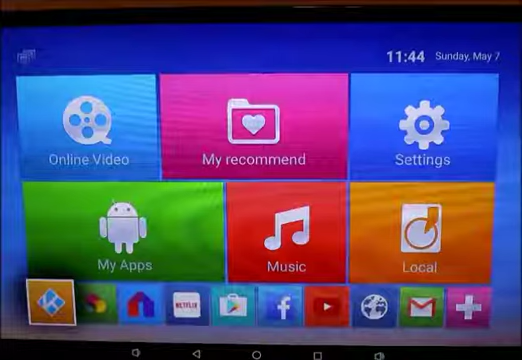 11:44 Sunday, May 7
Online Video
My recommend
Settings
My Apps
Music
Local
NETFLIX